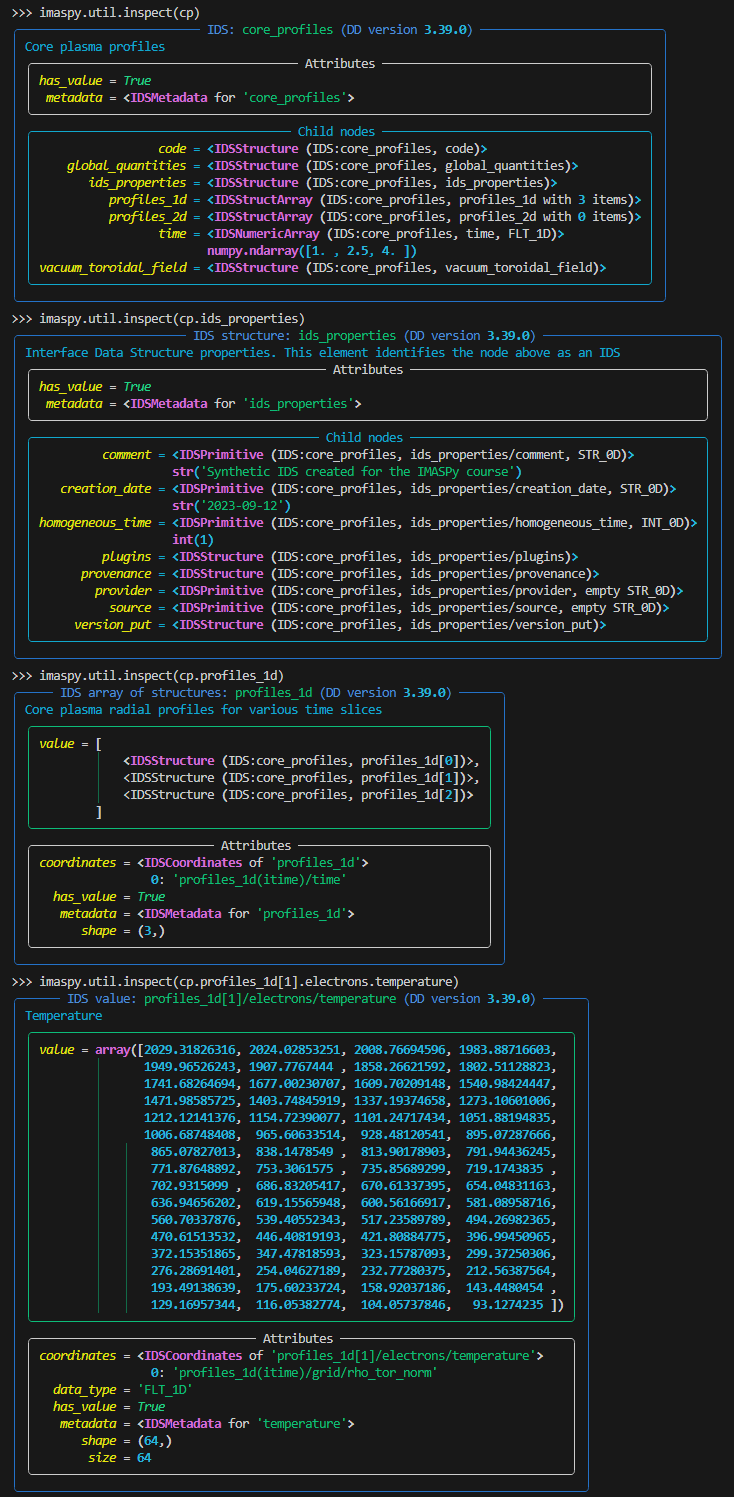 >>> imaspy.util.inspect(cp)
IDS: core_profiles (DD version 3.39.0)
Core plasma profiles
Attributes
has_value = True
metadata = <IDSMetadata for 'core_profiles'>
Child nodes
code = <IDSStructure (IDS:core_profiles, code)>
global_quantities = <IDSStructure (IDS:core_profiles, global_quantities)>
ids_properties = <IDSStructure (IDS:core_profiles, ids_properties)>
profiles_1d = <IDSStructArray (IDS:core_profiles, profiles_1d with 3 items)>
profiles_2d = <IDSStructArray (IDS:core_profiles, profiles_2d with 0 items)>
time = <IDSNumericArray (IDS:core_profiles, time, FLT_1D)>
numpy.ndarray([1. , 2.5, 4. ])
vacuum_toroidal_field = <IDSStructure (IDS:core_profiles, vacuum_toroidal_field)>
>>> imaspy.util.inspect(cp.ids_properties)
IDS structure: ids_properties (DD version 3.39.0)
Interface Data Structure properties. This element identifies the node above as an IDS
Attributes
has_value = True
metadata = <IDSMetadata for 'ids_properties'>
Child nodes
comment = <IDSPrimitive (IDS:core_profiles, ids_properties/comment, STR_0D)>
str('Synthetic IDS created for the IMASPy course')
creation_date = <IDSPrimitive (IDS:core_profiles, ids_properties/creation_date, STR_0D)>
str('2023-09-12')
homogeneous_time = <IDSPrimitive (IDS:core_profiles, ids_properties/homogeneous_time, INT_0D)>
int(1)
plugins = <IDSStructure (IDS:core_profiles, ids_properties/plugins)>
provenance = <IDSStructure (IDS:core_profiles, ids_properties/provenance)>
provider = <IDSPrimitive (IDS:core_profiles, ids_properties/provider, empty STR_0D)>
source = <IDSPrimitive (IDS:core_profiles, ids_properties/source, empty STR_0D)>
version_put = <IDSStructure (IDS:core_profiles, ids_properties/version_put)>
>>> imaspy.util.inspect(cp.profiles_1d)
IDS array of structures: profiles_1d (DD version 3.39.0)
Core plasma radial profiles for various time slices
value = [
<IDSStructure (IDS:core_profiles, profiles_1d[0])>,
<IDSStructure (IDS:core_profiles, profiles_1d[1])>,
<IDSStructure (IDS:core_profiles, profiles_1d[2])>
]
Attributes
coordinates = <IDSCoordinates of 'profiles_1d'>
0: 'profiles_1d(itime)/time'
has_value = True
metadata = <IDSMetadata for 'profiles_1d'>
shape = (3,)
>>> imaspy.util.inspect(cp.profiles_1d[1].electrons.temperature)
IDS value: profiles_1d[1]/electrons/temperature (DD version 3.39.0)
Temperature
value = array([2029.31826316, 2024.02853251, 2008.76694596, 1983.88716603,
1949.96526243, 1907.7767444 , 1858.26621592, 1802.51128823,
1741.68264694, 1677.00230707, 1609.70209148, 1540.98424447,
1471.98585725, 1403.74845919, 1337.19374658, 1273.10601006,
1212.12141376, 1154.72390077, 1101.24717434, 1051.88194835,
1006.68748408, 965.60633514, 928.48120541, 895.07287666,
865.07827013, 838.1478549 , 813.90178903, 791.94436245,
771.87648892, 753.3061575 , 735.85689299, 719.1743835 ,
702.9315099 , 686.83205417, 670.61337395, 654.04831163,
636.94656202, 619.15565948, 600.56166917, 581.08958716,
560.70337876, 539.40552343, 517.23589789, 494.26982365,
470.61513532, 446.40819193, 421.80884775, 396.99450965,
372.15351865, 347.47818593, 323.15787093, 299.37250306,
276.28691401, 254.04627189, 232.77280375, 212.56387564,
193.49138639, 175.60233724, 158.92037186, 143.4480454 ,
129.16957344, 116.05382774, 104.05737846, 93.1274235 ])
Attributes
coordinates = <IDSCoordinates of 'profiles_1d[1]/electrons/temperature'>
0: 'profiles_1d(itime)/grid/rho_tor_norm'
data_type = 'FLT_1D'
has_value = True
metadata = <IDSMetadata for 'temperature'>
shape = (64,)
size = 64